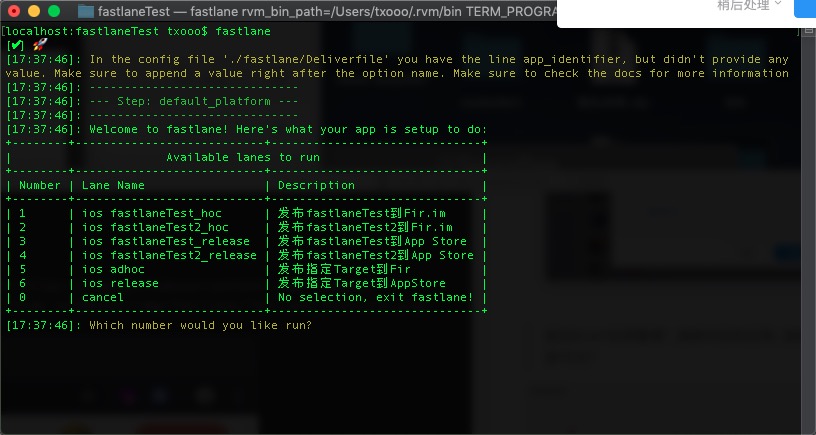 fastlaneTest — fastlane rvm_bin_path=/Users/txooo/.rvm/bin TERM_PROGRA
稍后处理
[localhost:fastlaneTest txooo$ fastlane
[✔] 🚀
[17:37:46]: In the config file './fastlane/Deliverfile' you have the line app_identifier, but didn't provide any
value. Make sure to append a value right after the option name. Make sure to check the docs for more information
[17:37:46]: ------------------------------
[17:37:46]: --- Step: default_platform ---
[17:37:46]: ------------------------------
[17:37:46]: Welcome to fastlane! Here's what your app is setup to do:
+--------+---------------------------+-----------------------------+
| Available lanes to run |
+--------+---------------------------+-----------------------------+
| Number | Lane Name | Description |
+--------+---------------------------+-----------------------------+
| 1 | ios fastlaneTest_hoc | 发布fastlaneTest到Fir.im |
| 2 | ios fastlaneTest2_hoc | 发布fastlaneTest2到Fir.im |
| 3 | ios fastlaneTest_release | 发布fastlaneTest到App Store |
| 4 | ios fastlaneTest2_release | 发布fastlaneTest2到App Store |
| 5 | ios adhoc | 发布指定Target到Fir |
| 6 | ios release | 发布指定Target到AppStore |
| 0 | cancel | No selection, exit fastlane! |
+--------+---------------------------+-----------------------------+
[17:37:46]: Which number would you like run?